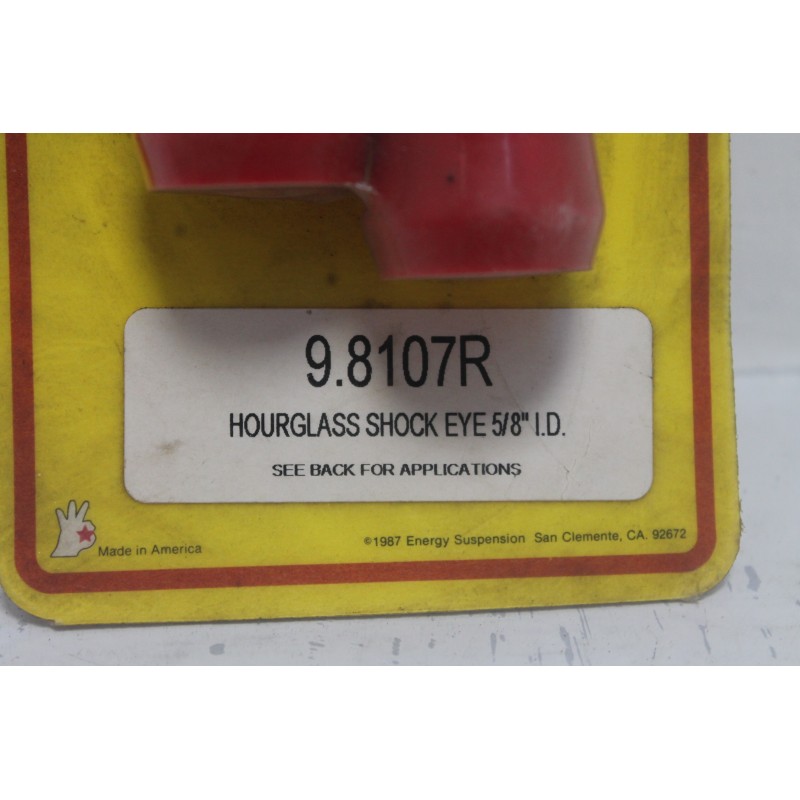 9.8107R
HOURGLASS SHOCK EYE 5/8" I.D.
SEE BACK FOR APPLICATIONS
Made in America
©1987 Energy Suspension San Clemente, CA. 92672